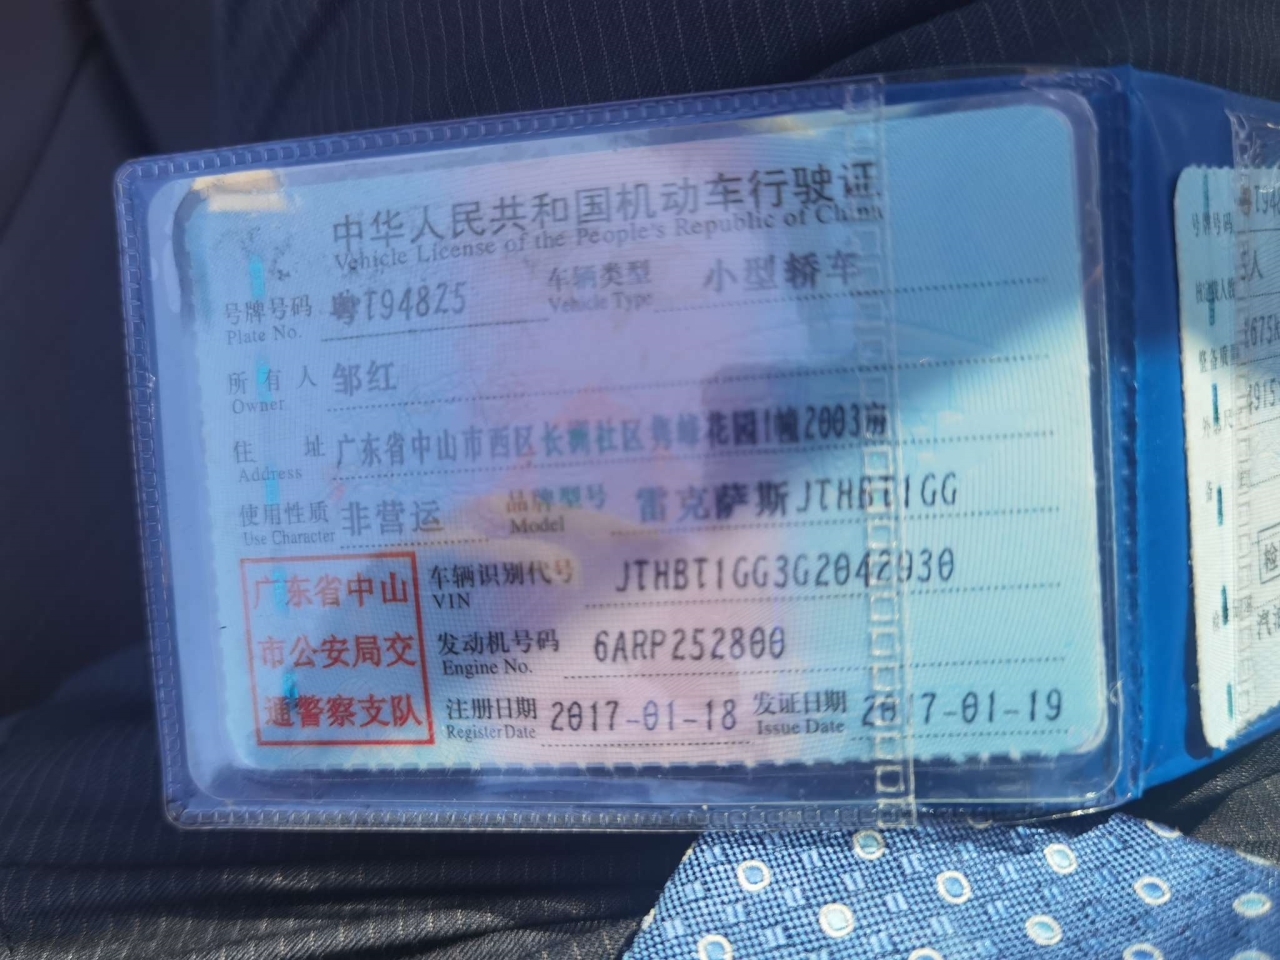 中华人民共和国机动车行驶证
Vehicle License of the People's Republic of China
号牌号码 粤T94825 车辆类型 小型轿车
Plate No. Vehicle Type
所有人 邹红
Owner
住址 广东省中山市西区长洲社区隽峰花园1幢2003房
Address
使用性质 非营运 品牌型号 雷克萨斯JTHBT1GG
Use Character Model
广东省中山
市公安局交
通警察支队
车辆识别代号 JTHBT1GG3G2042930
VIN
发动机号码 6ARP252800
Engine No.
注册日期 2017-01-18 发证日期 2017-01-19
Register Date Issue Date
号牌号码 粤T94